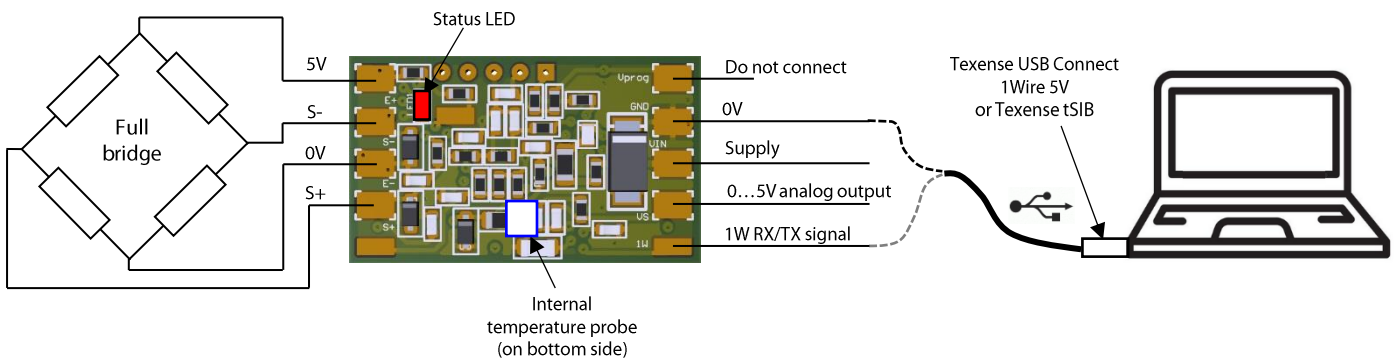 Status LED
5V
S-
0V
S+
Full
bridge
E+
S-
E-
S+
Vprog
GND
VIN
VS
1W
Do not connect
0V
Supply
0...5V analog output
1W RX/TX signal
Texense USB Connect
1Wire 5V
or Texense tSIB
Internal
temperature probe
(on bottom side)